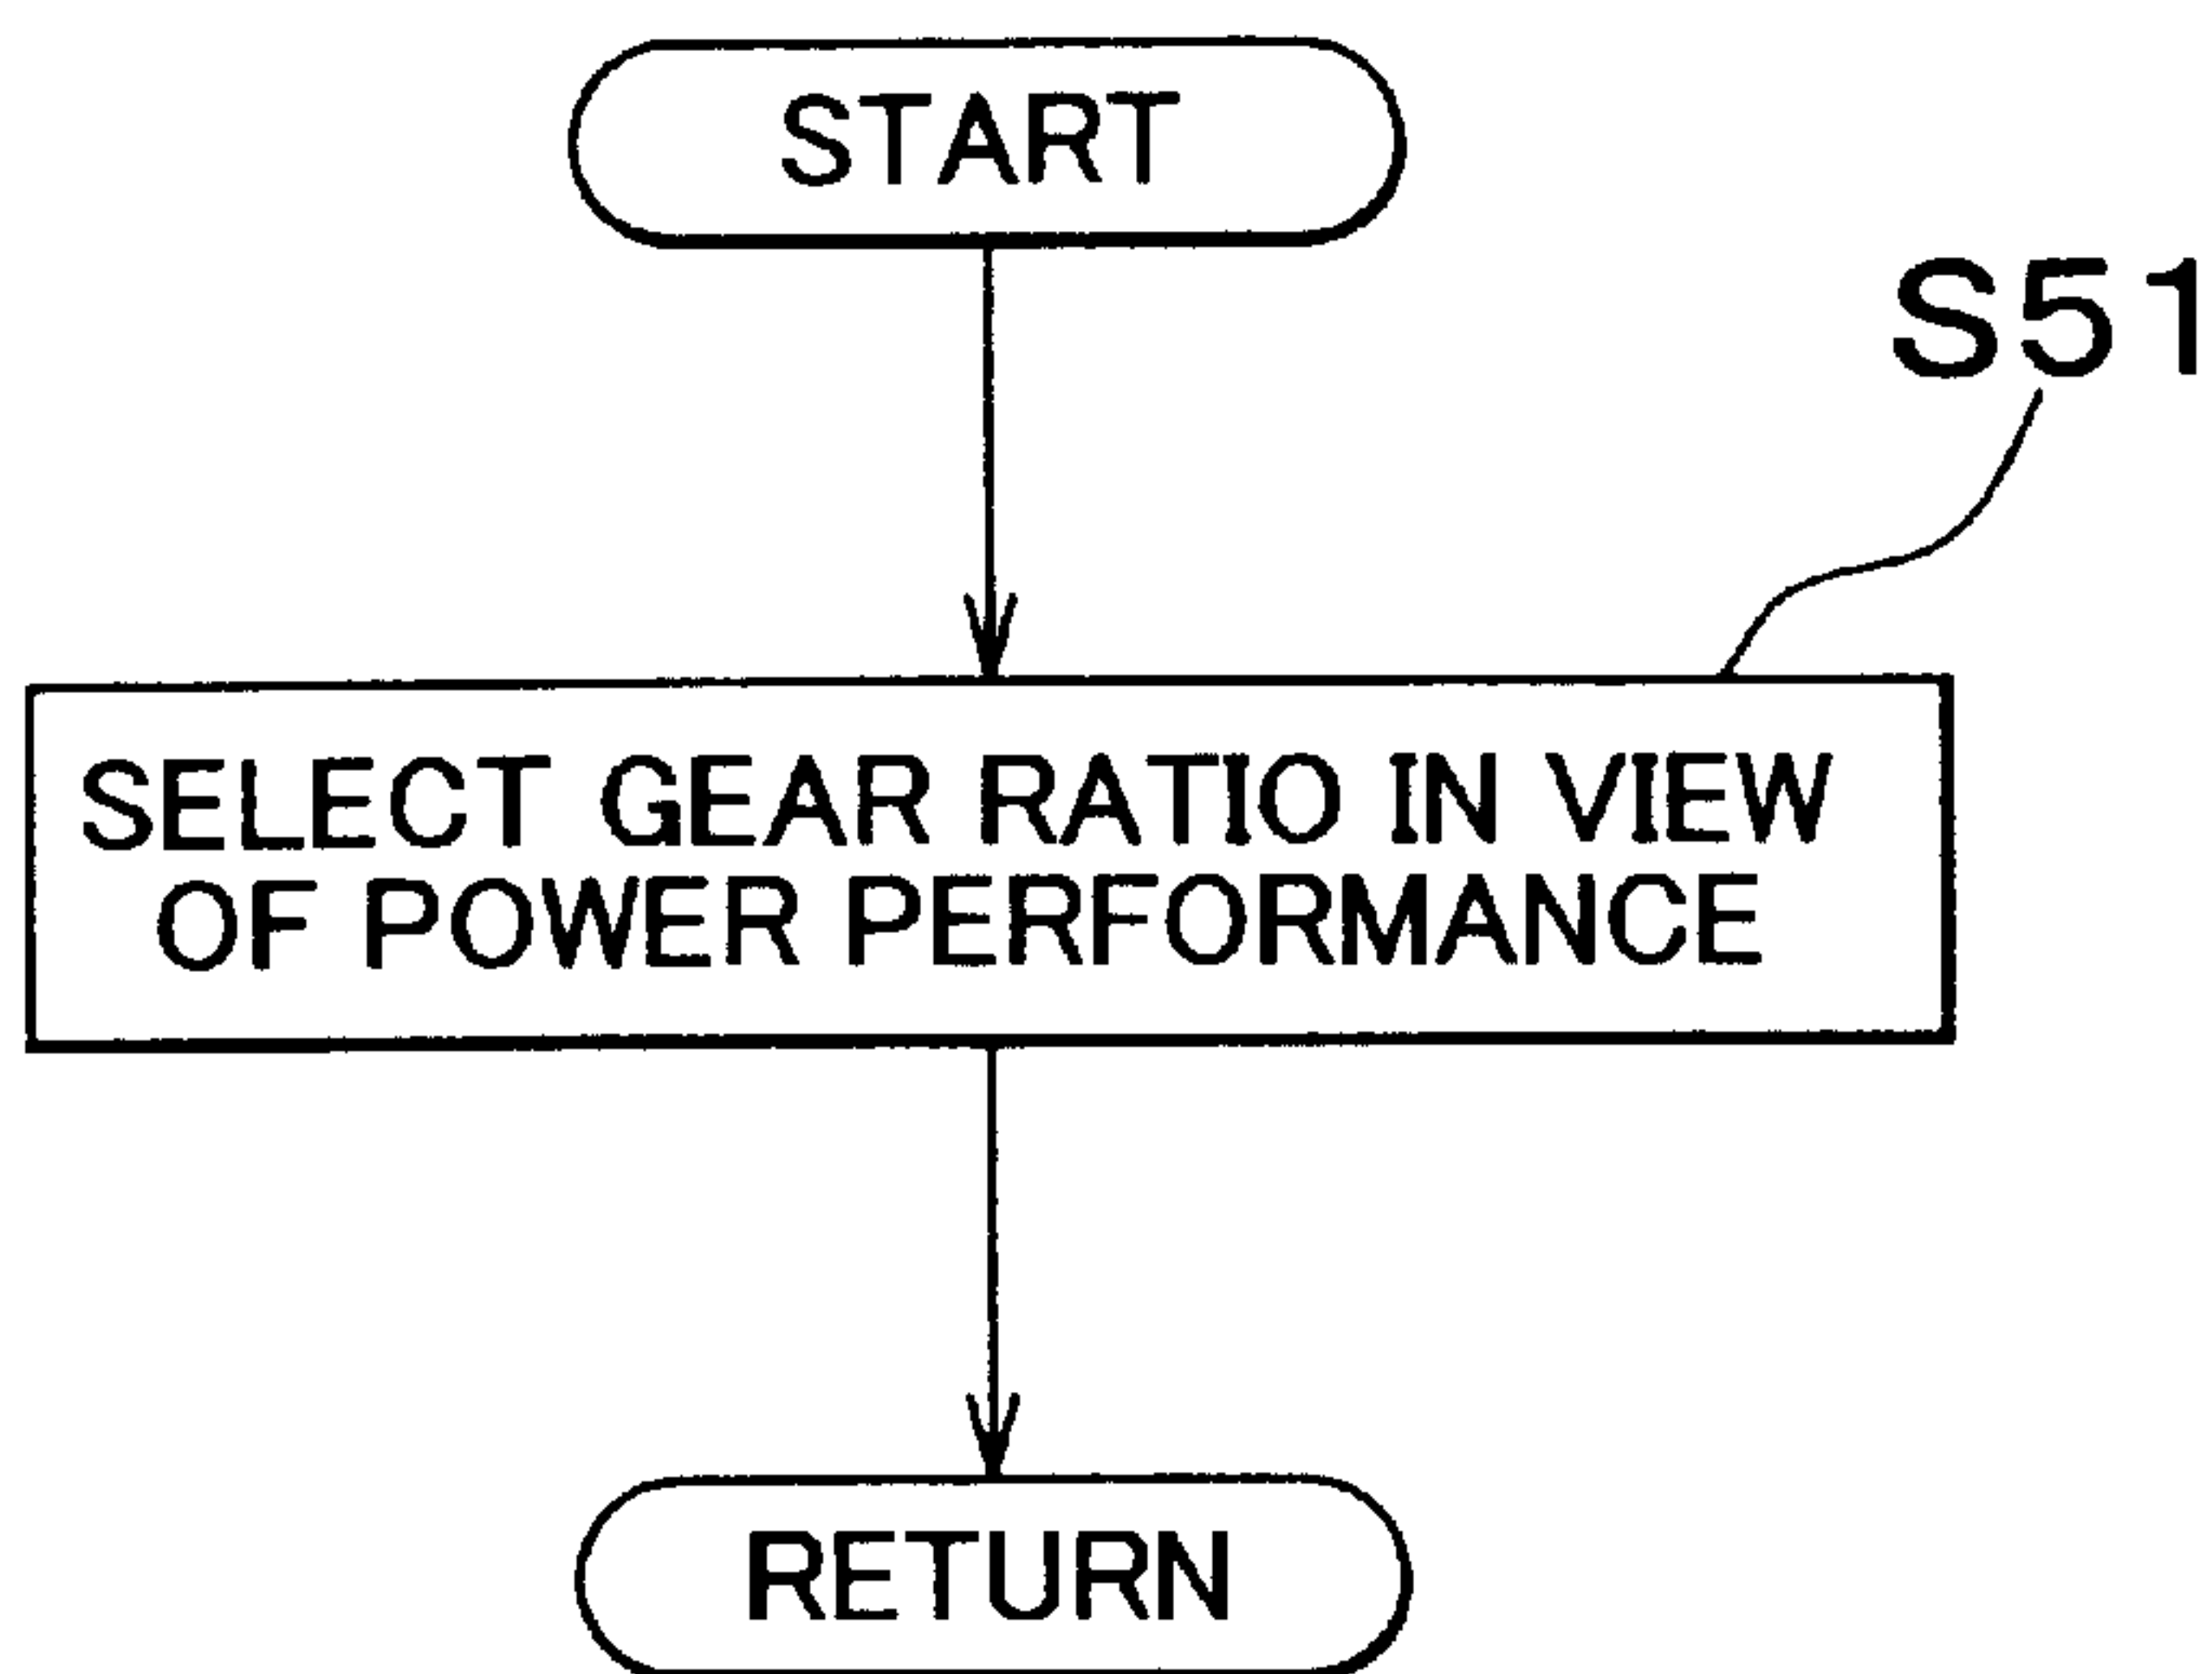 START
S51
SELECT GEAR RATIO IN VIEW
OF POWER PERFORMANCE
RETURN